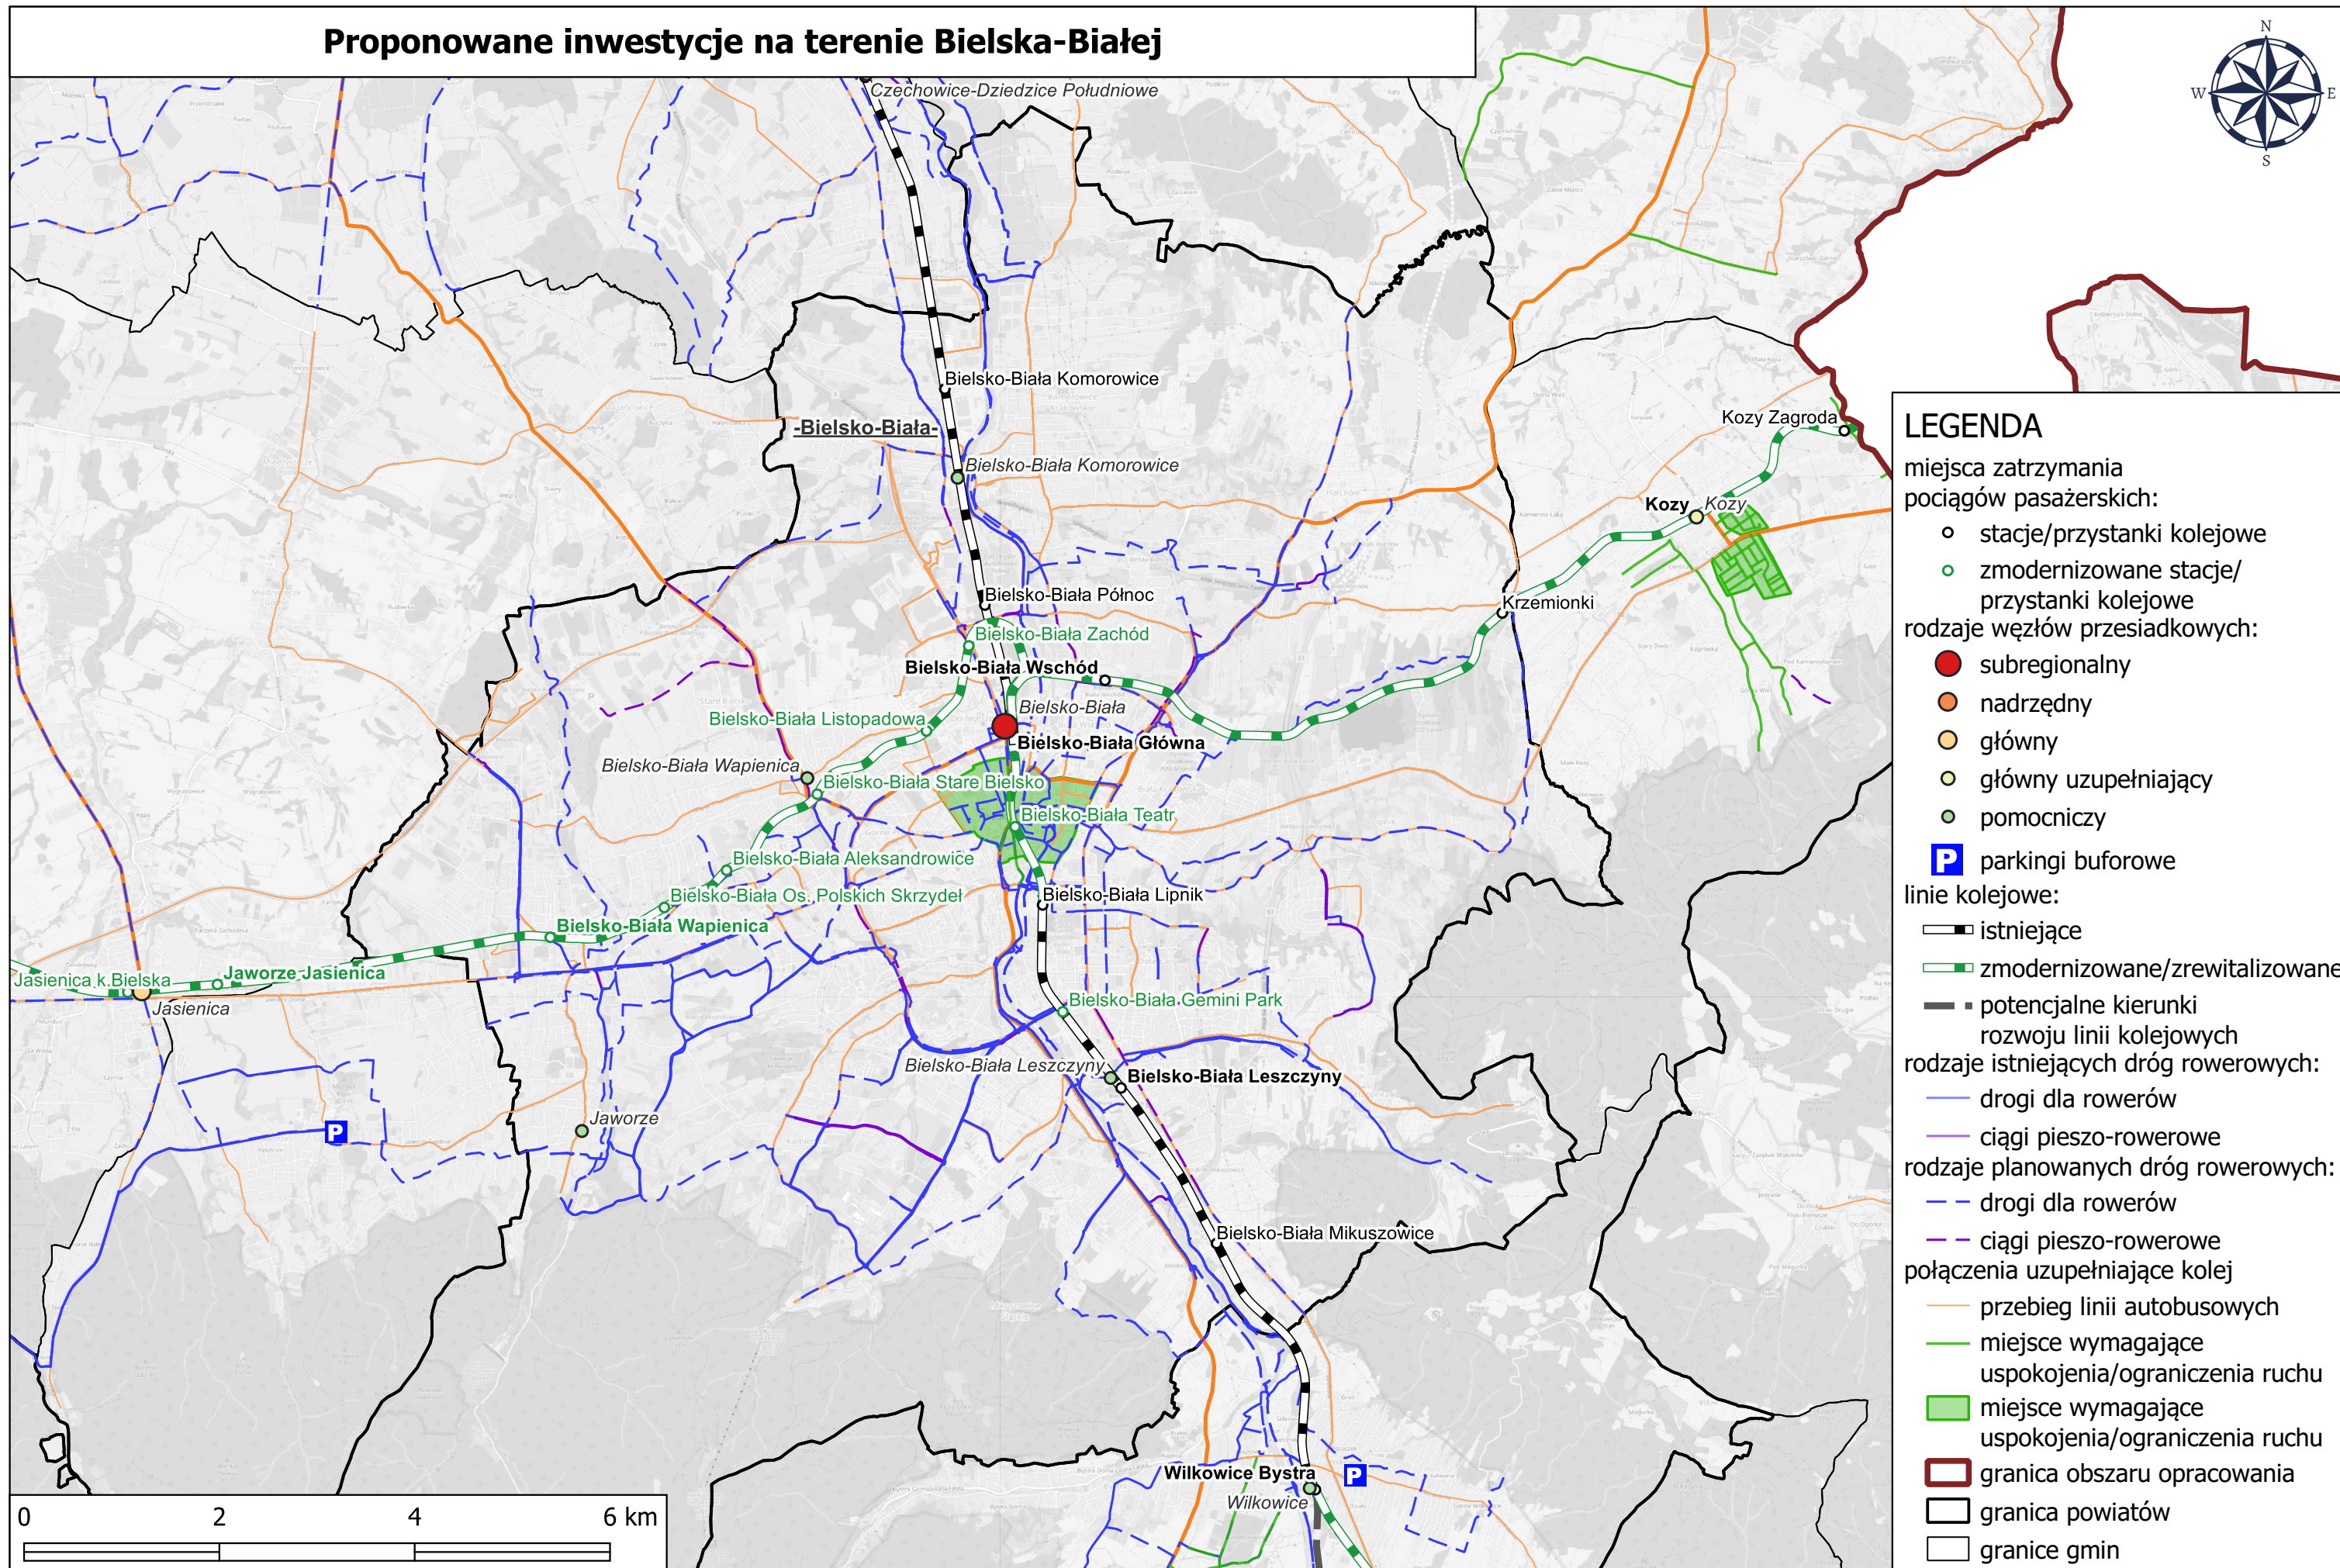 Proponowane inwestycje na terenie Bielska-Białej
N
W
E
S
Czechowice-Dziedzice Południowe
Bielsko-Biała Komorowice
-Bielsko-Biała-
Kozy Zagroda
Bielsko-Biała Komorowice
Kozy
Kozy
Bielsko-Biała Północ
Krzemionki
Bielsko-Biała Zachód
Bielsko-Biała Wschód
Bielsko-Biała
Bielsko-Biała Listopadowa
Bielsko-Biała Główna
Bielsko-Biała Wapienica
Bielsko-Biała Stare Bielsko
Bielsko-Biała Teatr
Bielsko-Biała Aleksandrowice
Bielsko-Biała Os. Polskich Skrzydeł
Bielsko-Biała Lipnik
Bielsko-Biała Wapienica
Jaworze Jasienica
Jasienica k.Bielska
Jasienica
Bielsko-Biała Gemini Park
Bielsko-Biała Leszczyny
Bielsko-Biała Leszczyny
Jaworze
P
Bielsko-Biała Mikuszowice
Wilkowice Bystra
P
Wilkowice
0 2 4 6 km
LEGENDA
miejsca zatrzymania
pociągów pasażerskich:
stacje/przystanki kolejowe
zmodernizowane stacje/
przystanki kolejowe
rodzaje węzłów przesiadkowych:
subregionalny
nadrzędny
główny
główny uzupełniający
pomocniczy
P parkingi buforowe
linie kolejowe:
istniejące
zmodernizowane/zrewitalizowane
potencjalne kierunki
rozwoju linii kolejowych
rodzaje istniejących dróg rowerowych:
drogi dla rowerów
ciągi pieszo-rowerowe
rodzaje planowanych dróg rowerowych:
drogi dla rowerów
ciągi pieszo-rowerowe
połączenia uzupełniające kolej
przebieg linii autobusowych
miejsce wymagające
uspokojenia/ograniczenia ruchu
miejsce wymagające
uspokojenia/ograniczenia ruchu
granica obszaru opracowania
granica powiatów
granice gmin